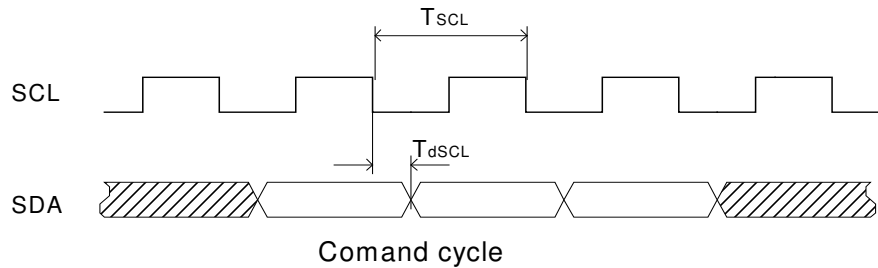 TSCL
SCL
TdSCL
SDA
Comand cycle